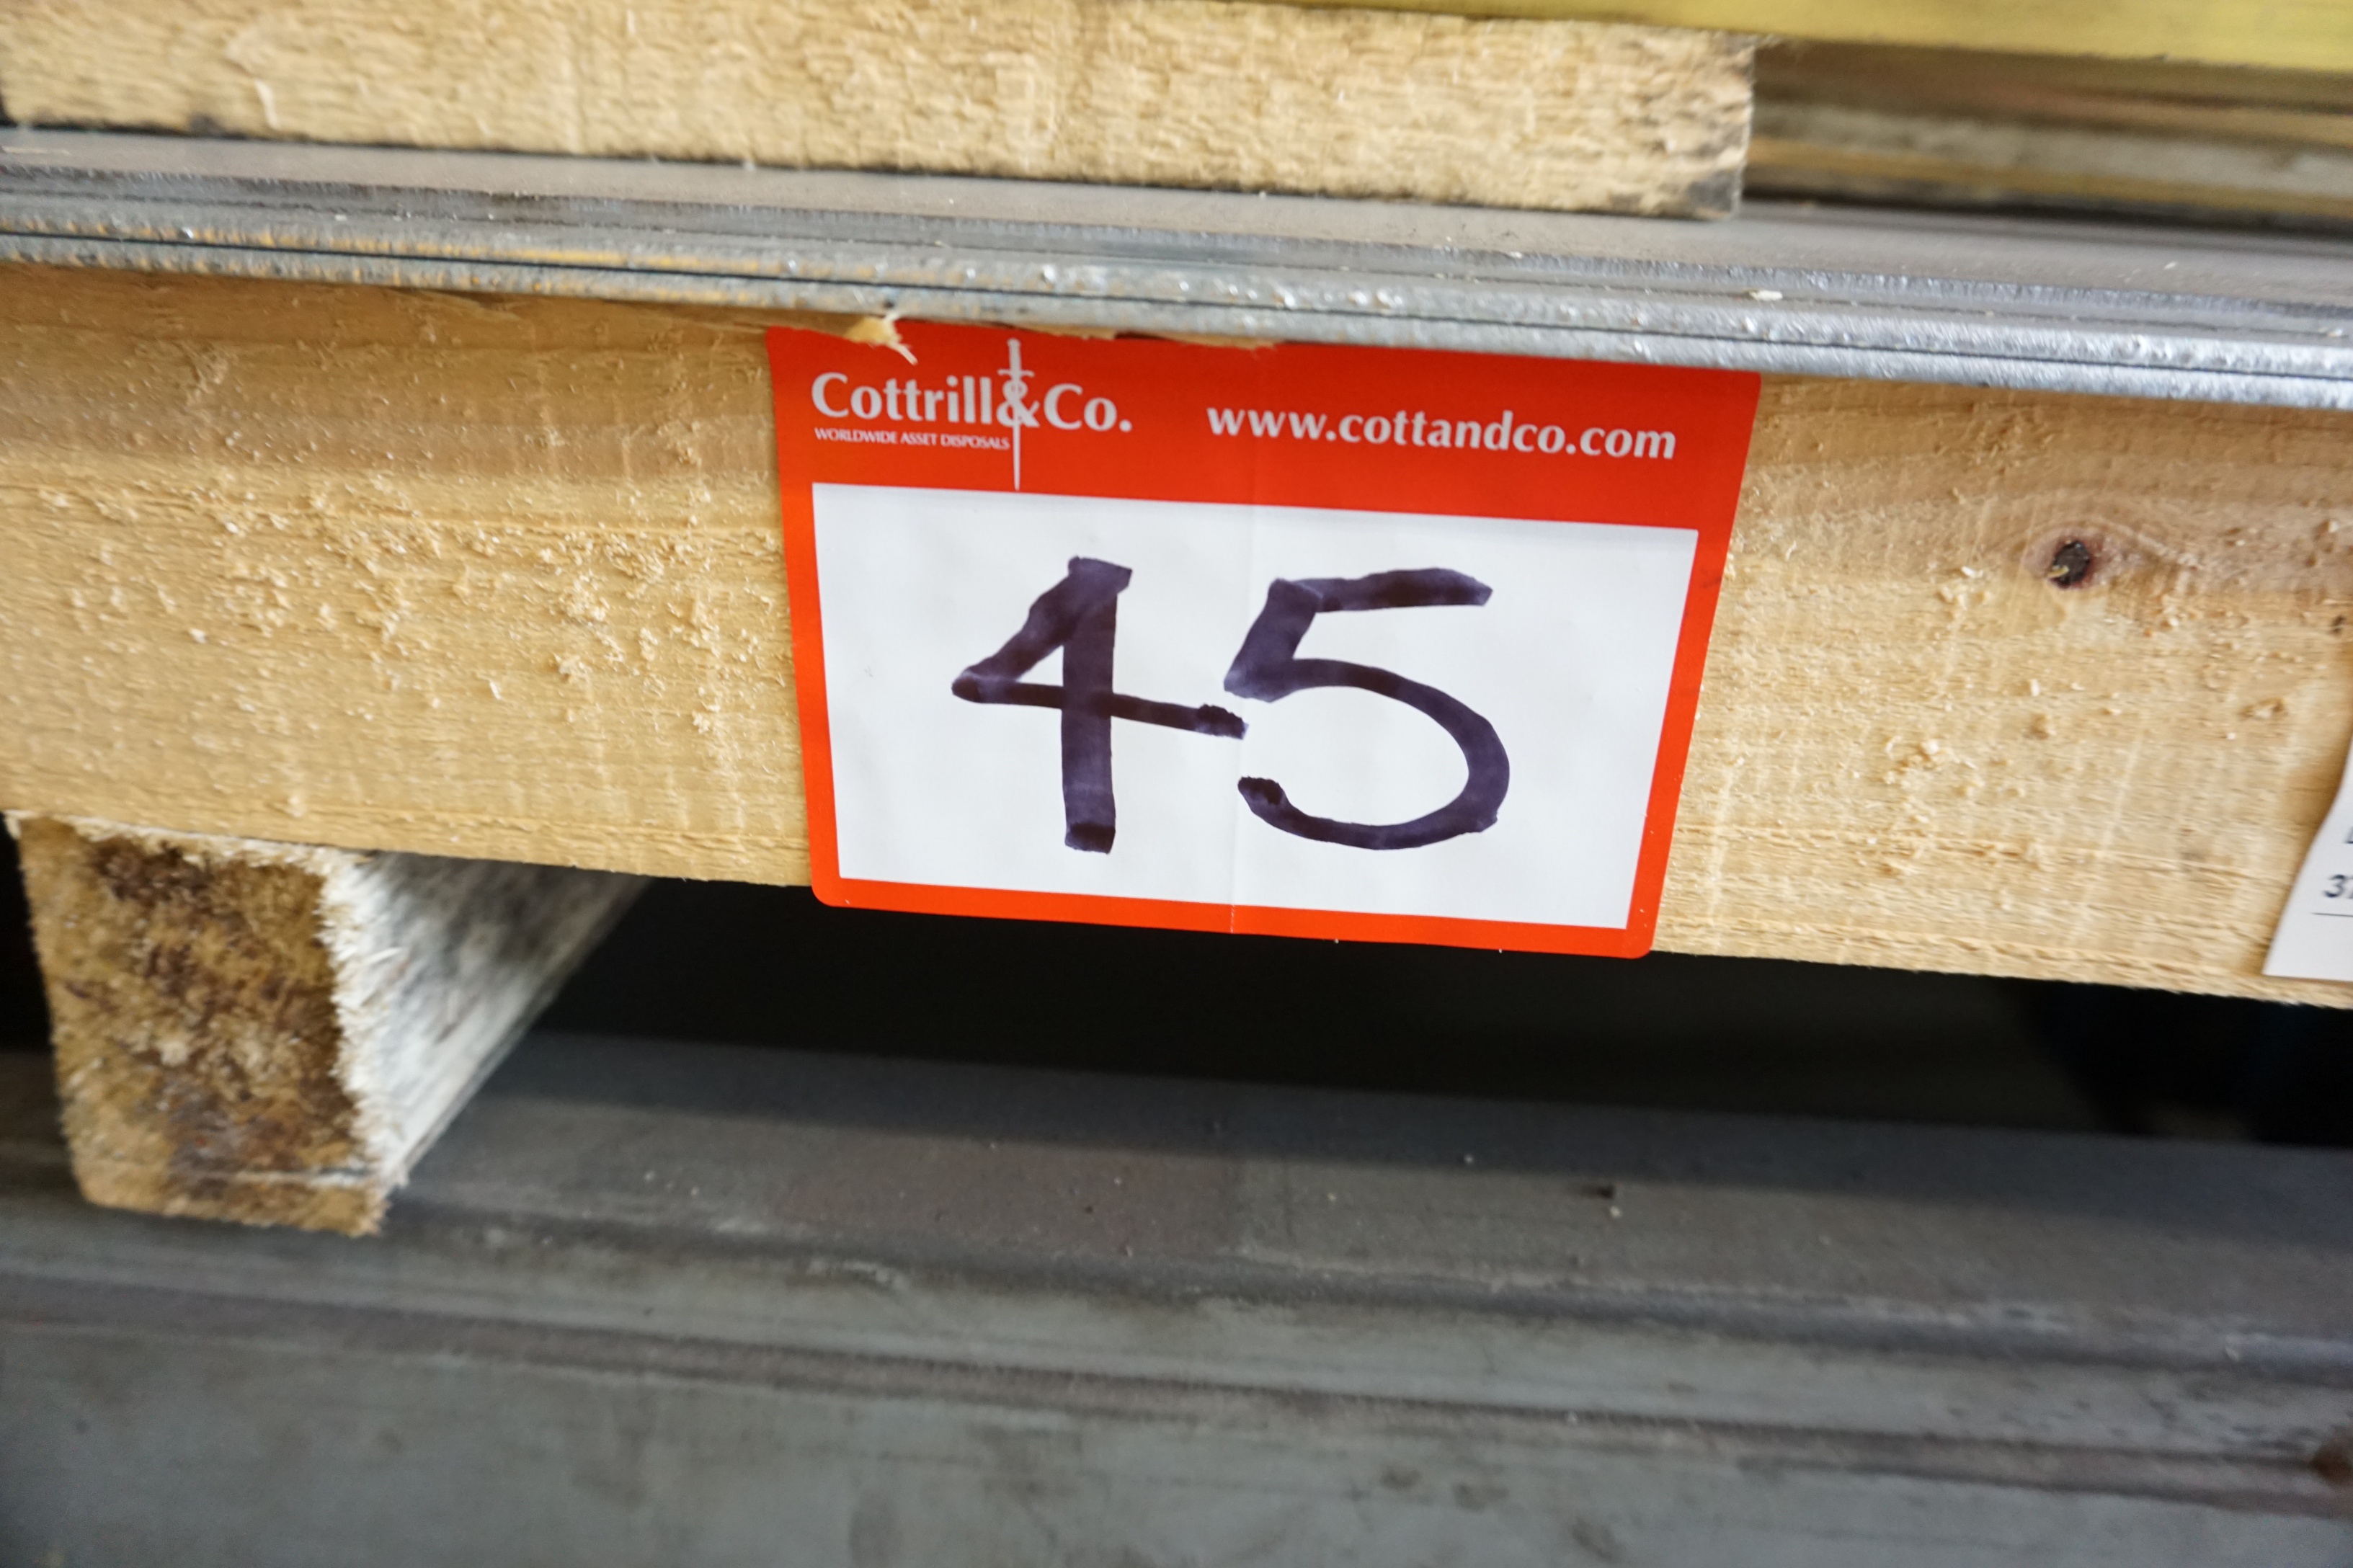 Cottrill&Co. www.cottandco.com
WORLDWIDE ASSET DISPOSALS
45